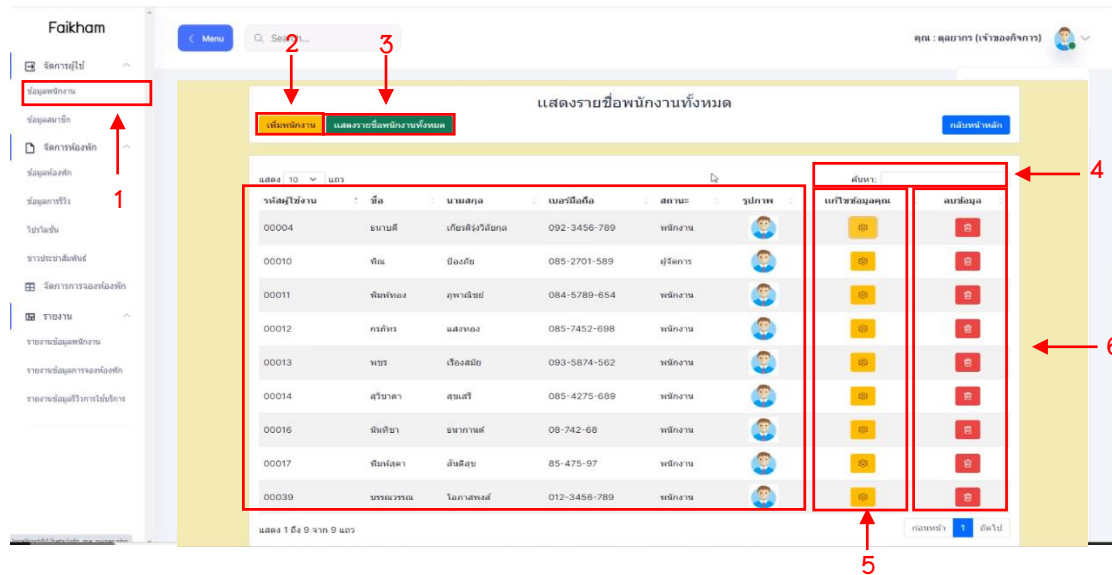 Faikham
Menu
Search...
คุณ : ตุลยากร (เจ้าของกิจการ)
2
3
จัดการผู้ใช้
ข้อมูลพนักงาน
ข้อมูลสมาชิก
1
จัดการห้องพัก
ข้อมูลห้องพัก
ข้อมูลการรีวิว
โปรโมชั่น
ข่าวประชาสัมพันธ์
จัดการการจองห้องพัก
รายงาน
รายงานข้อมูลพนักงาน
รายงานข้อมูลการจองห้องพัก
รายงานข้อมูลรีวิวการใช้บริการ
แสดงรายชื่อพนักงานทั้งหมด
เพิ่มพนักงาน แสดงรายชื่อพนักงานทั้งหมด กลับหน้าหลัก
แสดง 10 แถว ค้นหา: 4
รหัสผู้ใช้งาน ชื่อ นามสกุล เบอร์มือถือ สถานะ รูปภาพ แก้ไขข้อมูลคุณ ลบข้อมูล
00004 ธนาบดี เกียรติรุ่งวิลัยกุล 092-3456-789 พนักงาน
00010 พีณ ป้องภัย 085-2701-589 ผู้จัดการ
00011 พิมพ์ทอง ภูพาณิชย์ 084-5789-654 พนักงาน
00012 กรภัทร แสงทอง 085-7452-698 พนักงาน
00013 พชร เรืองสมัย 093-5874-562 พนักงาน
00014 สุวิชาดา สุขเสรี 085-4275-689 พนักงาน
00016 นันทิชา ธนากานต์ 08-742-68 พนักงาน
00017 พิมพ์สุดา สันติสุข 85-475-97 พนักงาน
00039 บรรณวรรณ โอภาสพงศ์ 012-3456-789 พนักงาน
6
แสดง 1 ถึง 9 จาก 9 แถว ก่อนหน้า 1 ถัดไป
5